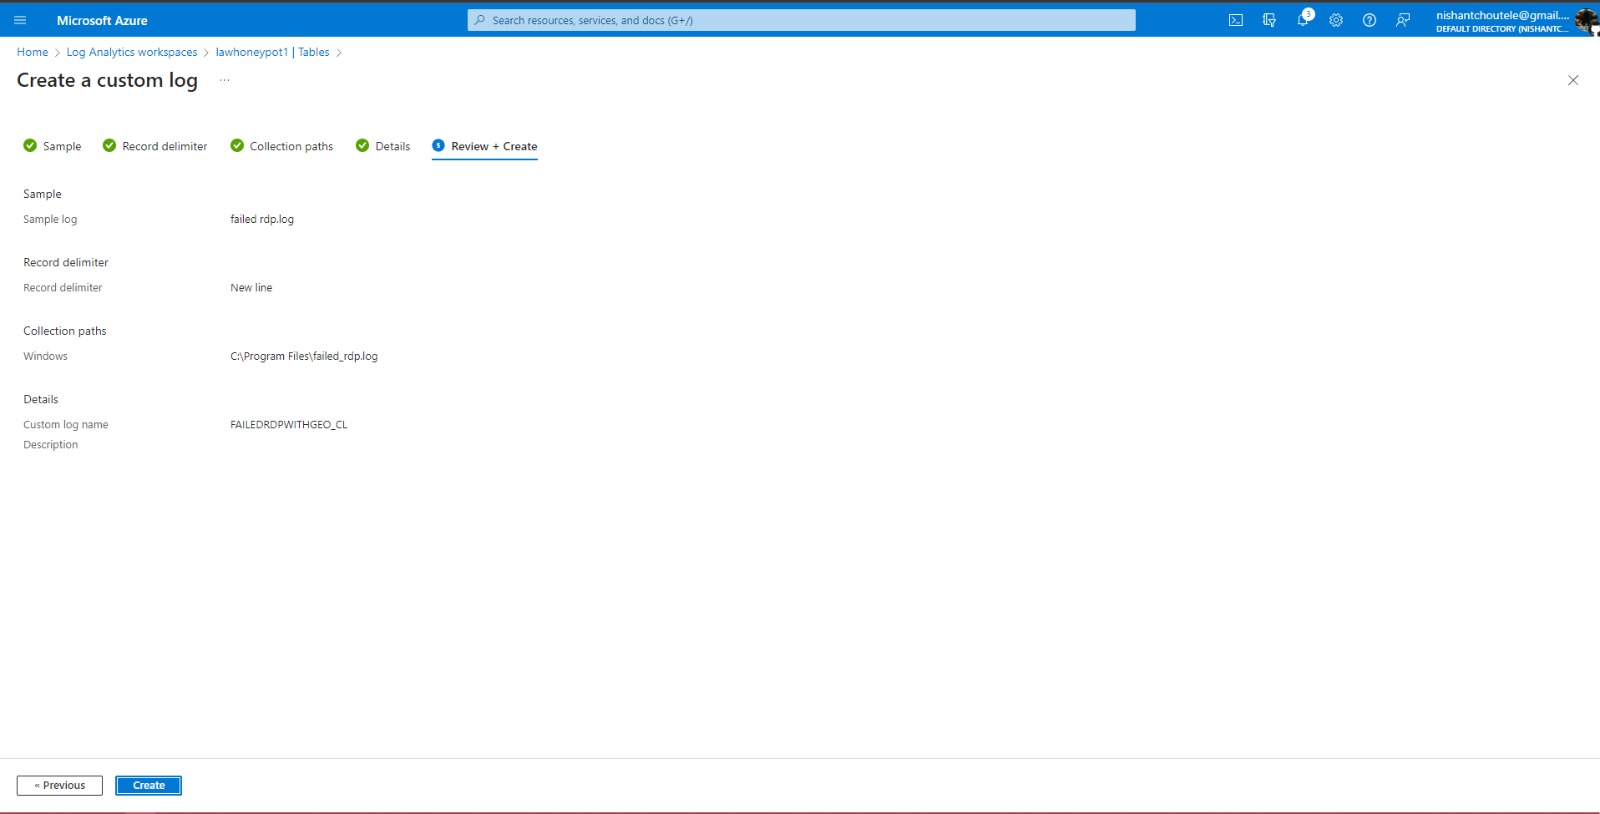 Microsoft Azure
Search resources, services, and docs (G+/)
3
nishantchoutele@gmail....
DEFAULT DIRECTORY (NISHANTC...
Home > Log Analytics workspaces > lawhoneypot1 | Tables >
Create a custom log ...
Sample Record delimiter Collection paths Details 5 Review + Create
Sample
Sample log failed rdp.log
Record delimiter
Record delimiter New line
Collection paths
Windows C:\Program Files\failed_rdp.log
Details
Custom log name FAILEDRDPWITHGEO_CL
Description
« Previous Create